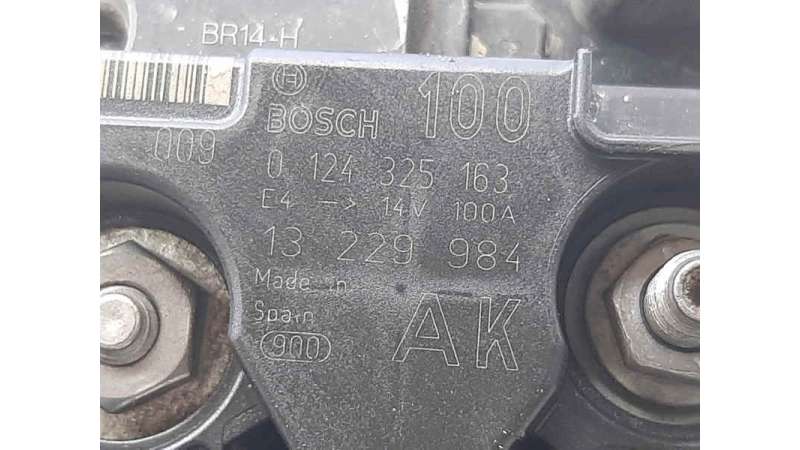 BR14-H
BOSCH 100
009
0 124 325 163
E4 -> 14V 100A
13 229 984
Made in
Spain
AK
900